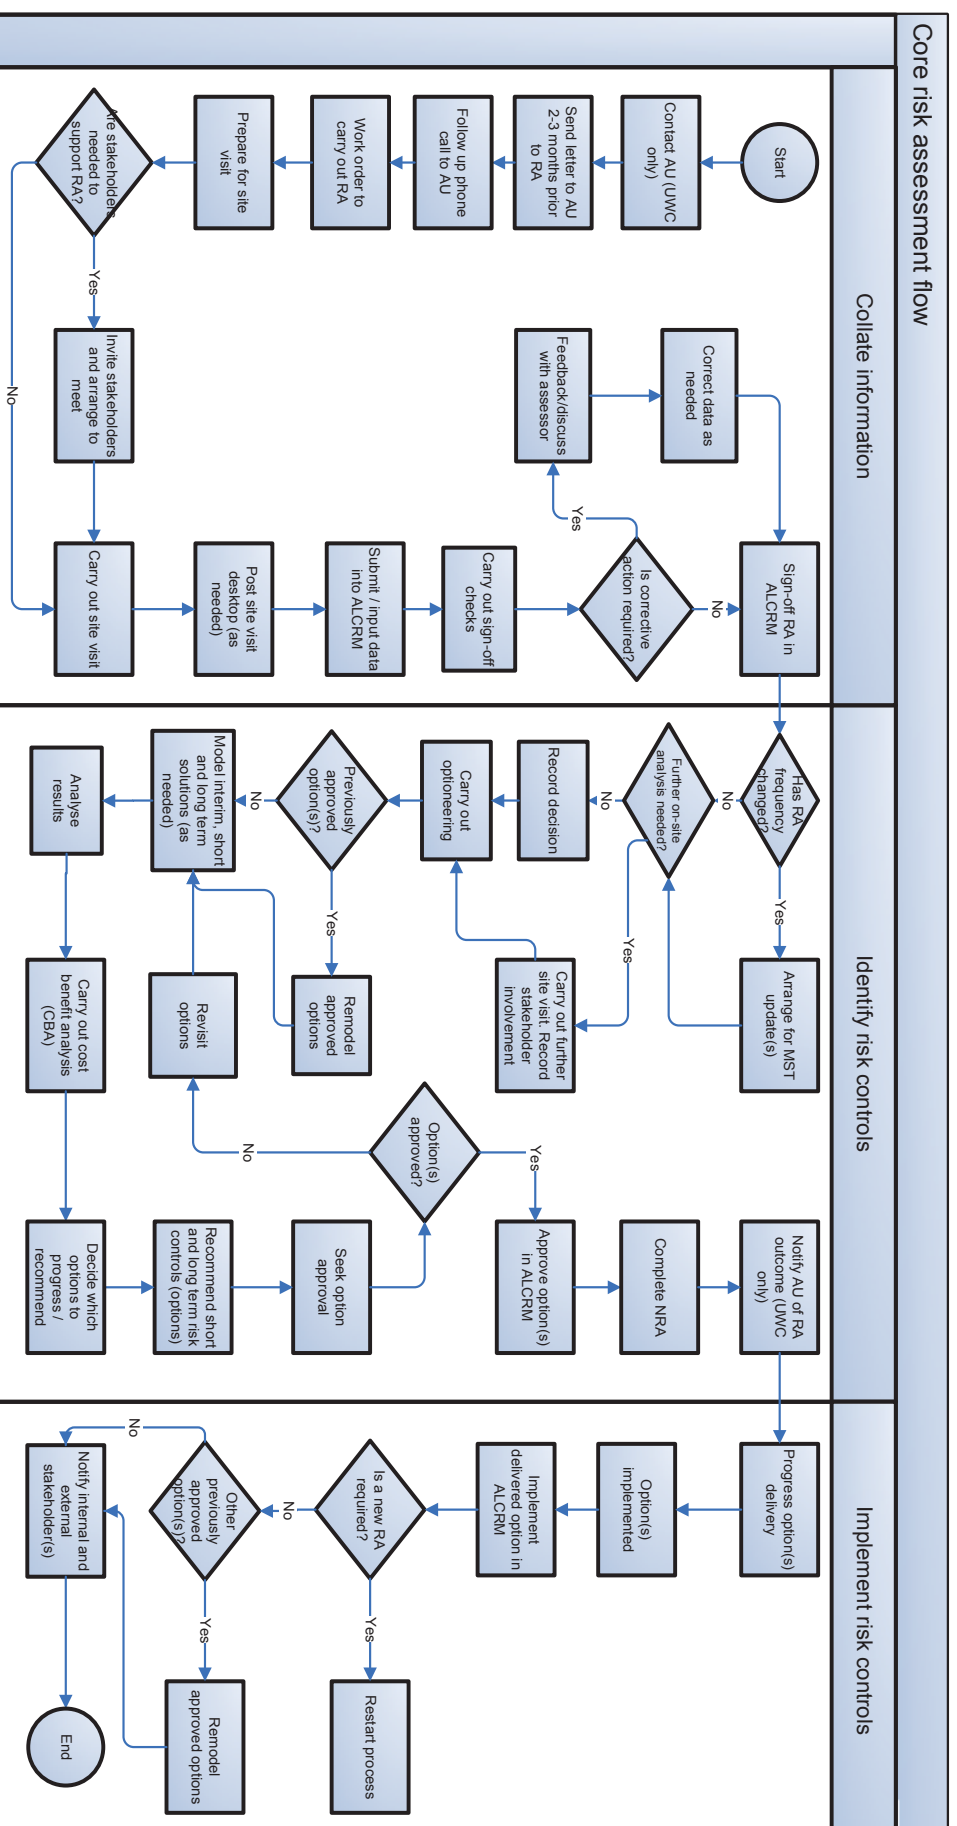 Core risk assessment flow
Collate information
Start
Contact AU (UWC
only)
Send letter to AU
2-3 months prior
to RA
Follow up phone
call to AU
Work order to
carry out RA
Prepare for site
visit
Are stakeholders
needed to
support RA?
Yes
No
Invite stakeholders
and arrange to
meet
Carry out site visit
Post site visit
desktop (as
needed)
Submit / input data
into ALCRM
Carry out sign-off
checks
Is corrective
action required?
Yes
No
Feedback/discuss
with assessor
Correct data as
needed
Sign-off RA in
ALCRM
Identify risk controls
Has RA
frequency
changed?
Yes
No
Arrange for MST
update(s)
Further on-site
analysis needed?
No
Yes
Record decision
Carry out further
site visit. Record
stakeholder
involvement
Carry out
optioneering
Previously
approved
option(s)?
Yes
No
Remodel
approved
options
Model interim, short
and long term
solutions (as
needed)
Revisit
options
Analyse
results
Carry out cost
benefit analysis
(CBA)
Decide which
options to
progress /
recommend
Recommend short
and long term risk
controls (options)
Seek option
approval
Option(s)
approved?
No
Yes
Approve option(s)
in ALCRM
Complete NRA
Notify AU of RA
outcome (UWC
only)
Implement risk controls
Progress option(s)
delivery
Option(s)
implemented
Implement
delivered option in
ALCRM
Is a new RA
required?
Yes
No
Restart process
Other
previously
approved
option(s)?
Yes
No
Remodel
approved options
Notify internal and
external
stakeholder(s)
End